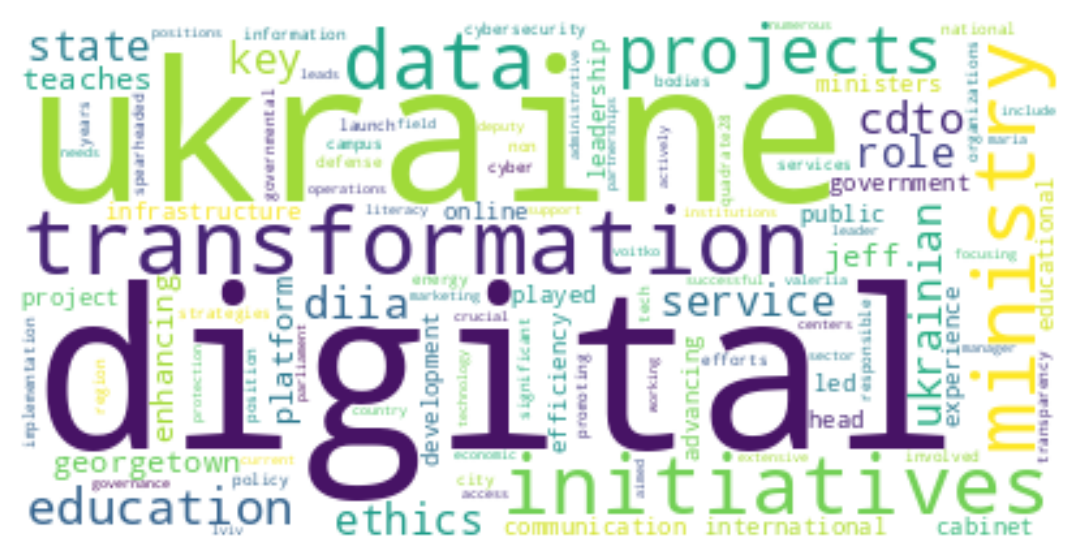 state
positions
information
key
leads
data
cybersecurity
projects
numerous
national
teaches
bodies
ministers
ukraine
years
needs
spearheaded
governmental
launch
field
campus
defense
operations
deputy
non
cyber
administrative
leadership
partnerships
actively
quadrate28
services
cdto
role
government
organizations
include
maria
ministry
infrastructure
literacy
online
support
institutions
public
leader
transformation
voitko
jeff
ukrainian
focusing
educational
project
enhancing
strategies
platform
diia
energy
marketing
played
crucial
tech
successful
valeriia
service
centers
experience
digital
implementation
region
protection
position
parliament
country
development
technology
significant
efficiency
promoting
working
advancing
efforts
sector
led
responsible
head
manager
transparency
georgetown
current
governance
policy
economic
city
access
aimed
extensive
involved
initiatives
education
lviv
ethics
communication
international
cabinet